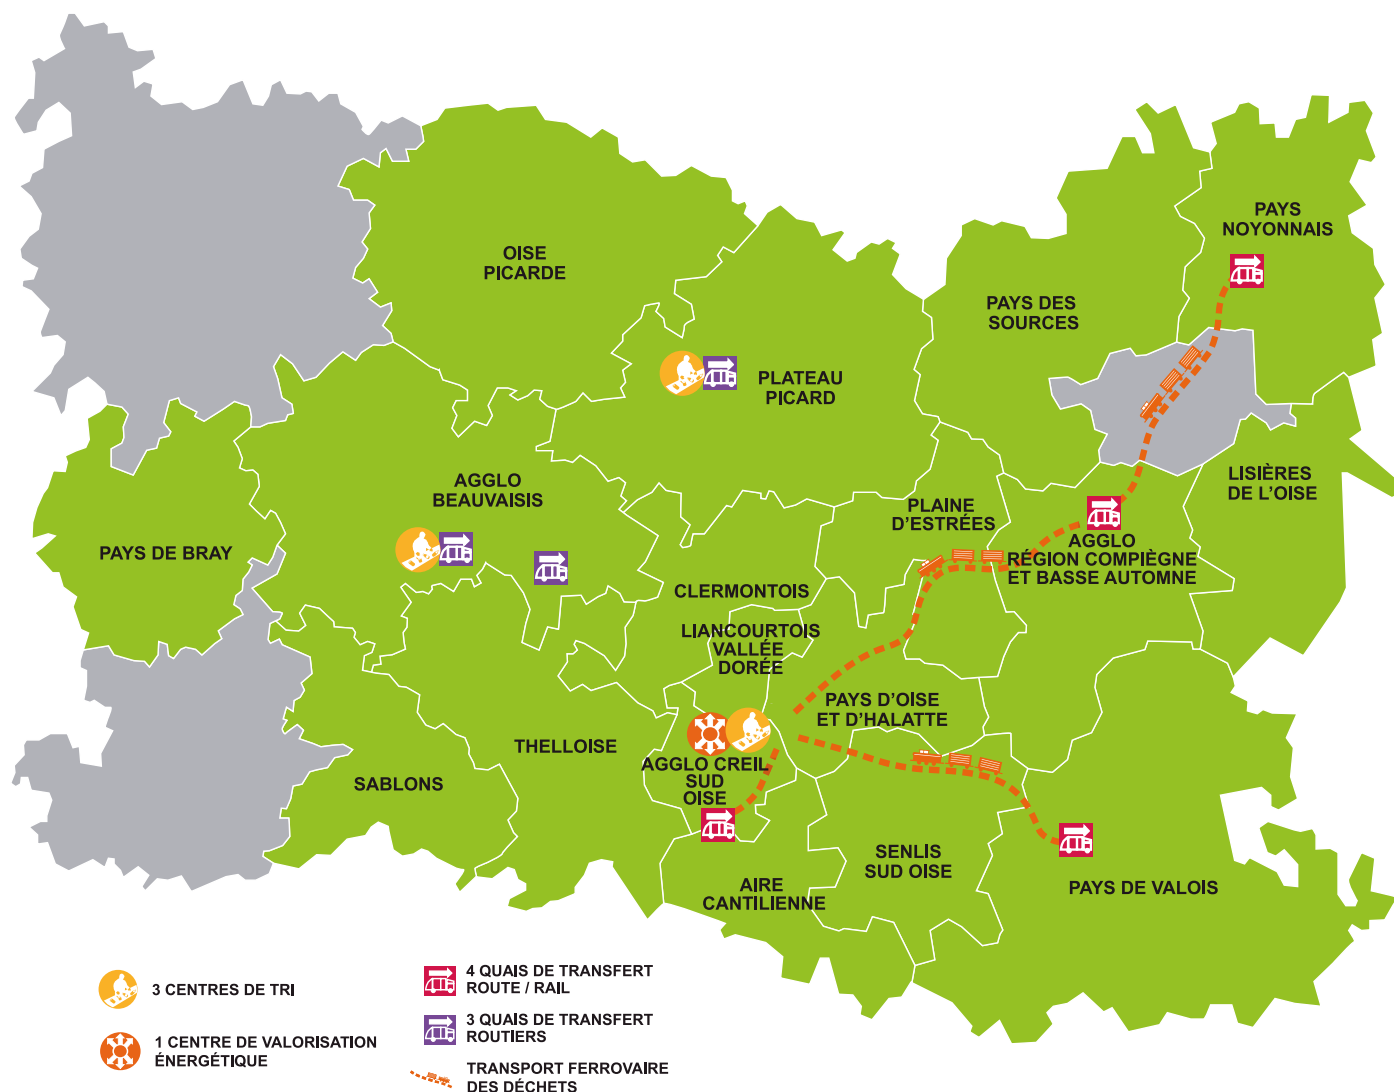 PAYS
NOYONNAIS
OISE
PICARDE
PAYS DES
SOURCES
PLATEAU
PICARD
AGGLO
BEAUVAISIS
LISIÈRES
DE L'OISE
PLAINE
D'ESTRÉES
PAYS DE BRAY
AGGLO
RÉGION COMPIÈGNE
ET BASSE AUTOMNE
CLERMONTOIS
LIANCOURTOIS
VALLÉE
DORÉE
PAYS D'OISE
ET D'HALATTE
THELLOISE
AGGLO CREIL
SUD
OISE
SABLONS
SENLIS
SUD OISE
AIRE
CANTILIENNE
PAYS DE VALOIS
3 CENTRES DE TRI
1 CENTRE DE VALORISATION
ÉNERGÉTIQUE
4 QUAIS DE TRANSFERT
ROUTE / RAIL
3 QUAIS DE TRANSFERT
ROUTIERS
TRANSPORT FERROVAIRE
DES DÉCHETS